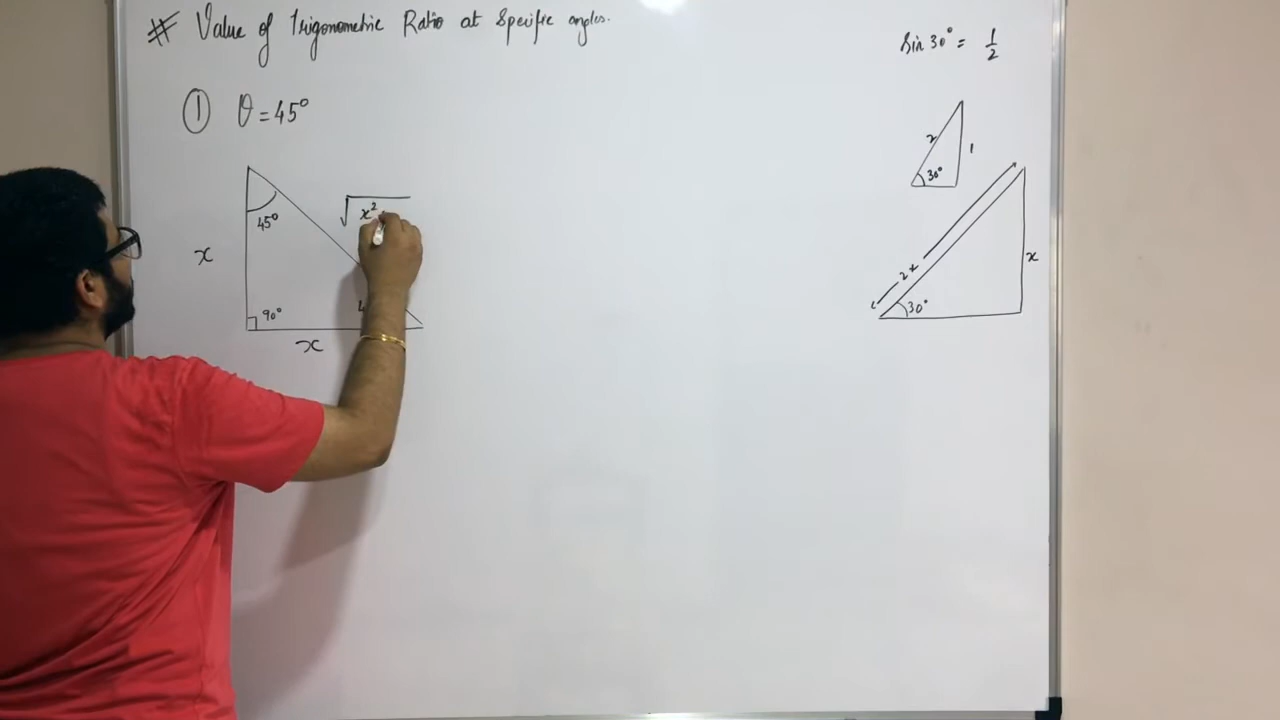 # Value of Trigonometric Ratio at Specific angles.
Sin 30° = 1/2
① θ = 45°
30°
1
45°
√x²
x
90°
x
2x
x
30°